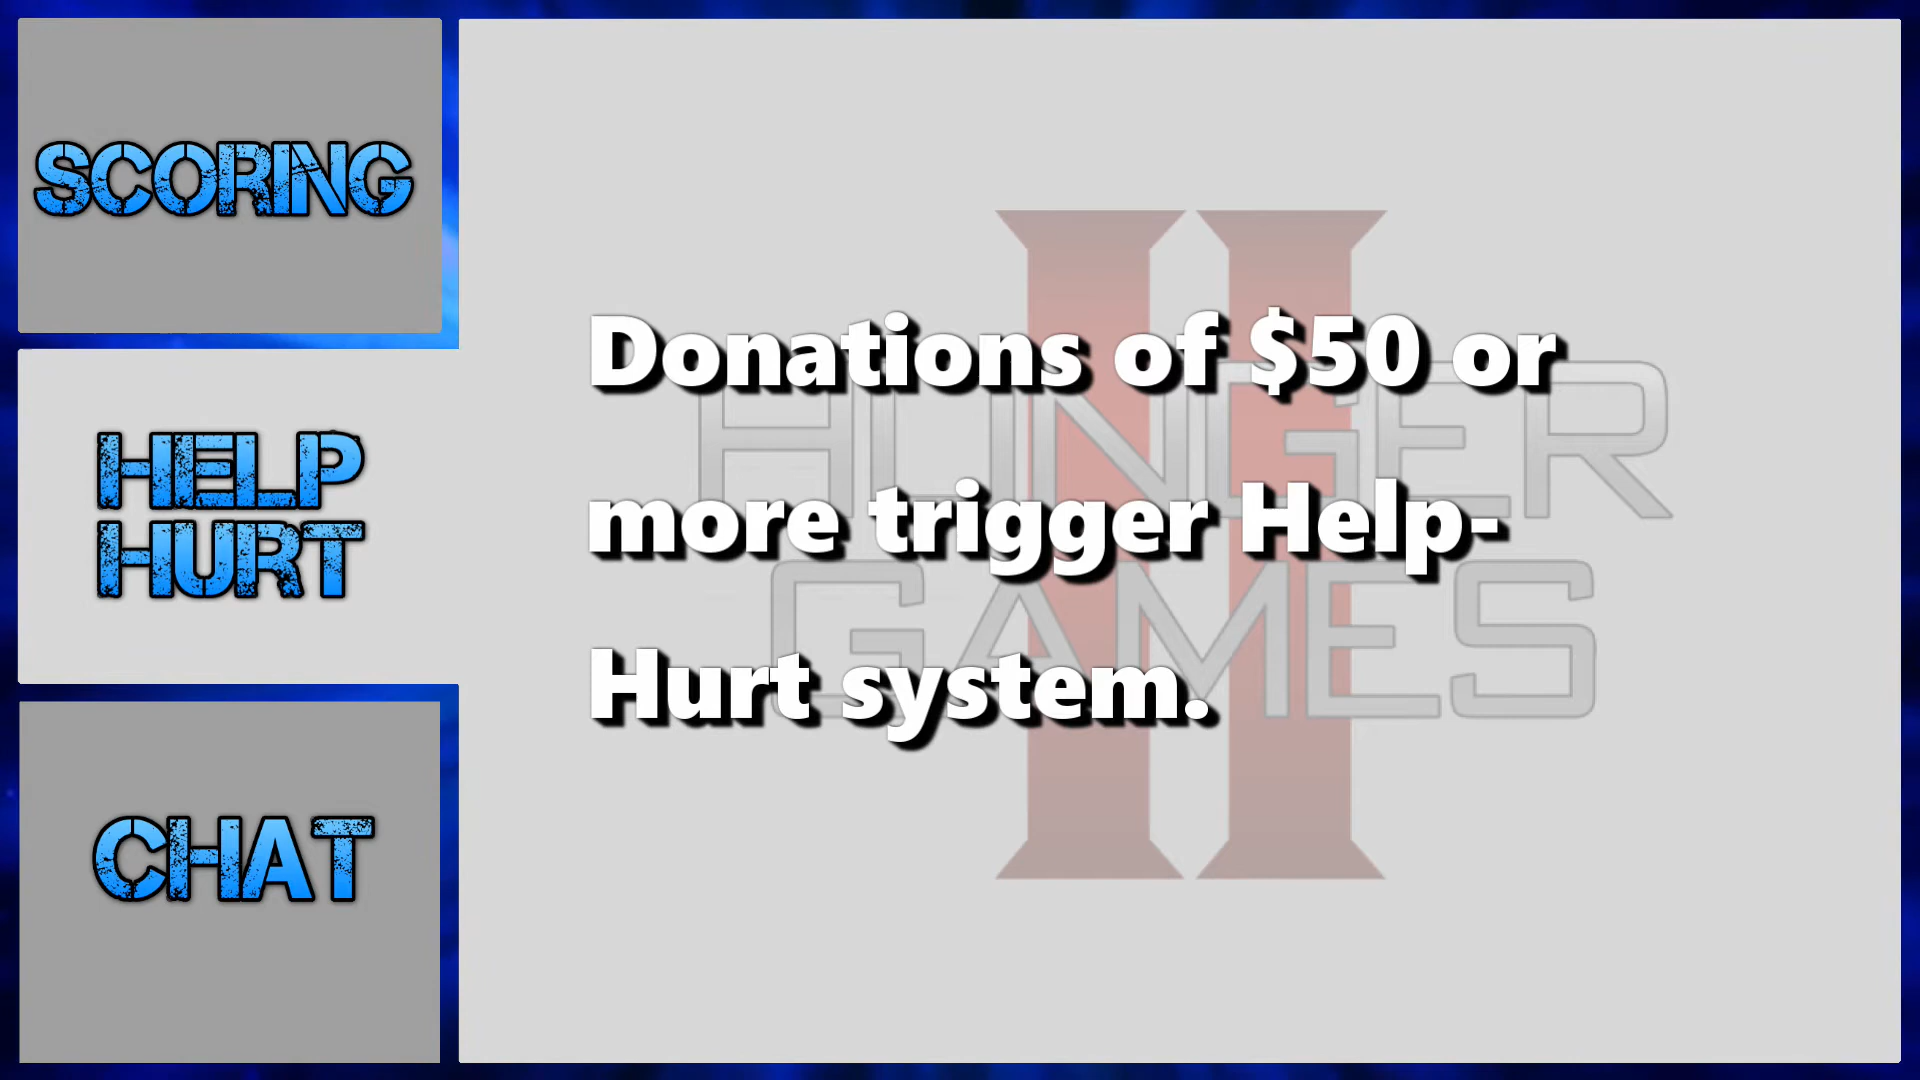 SCORING
HELP
HURT
CHAT
Donations of $50 or
more trigger Help-
Hurt system.
II
HUNGER
GAMES